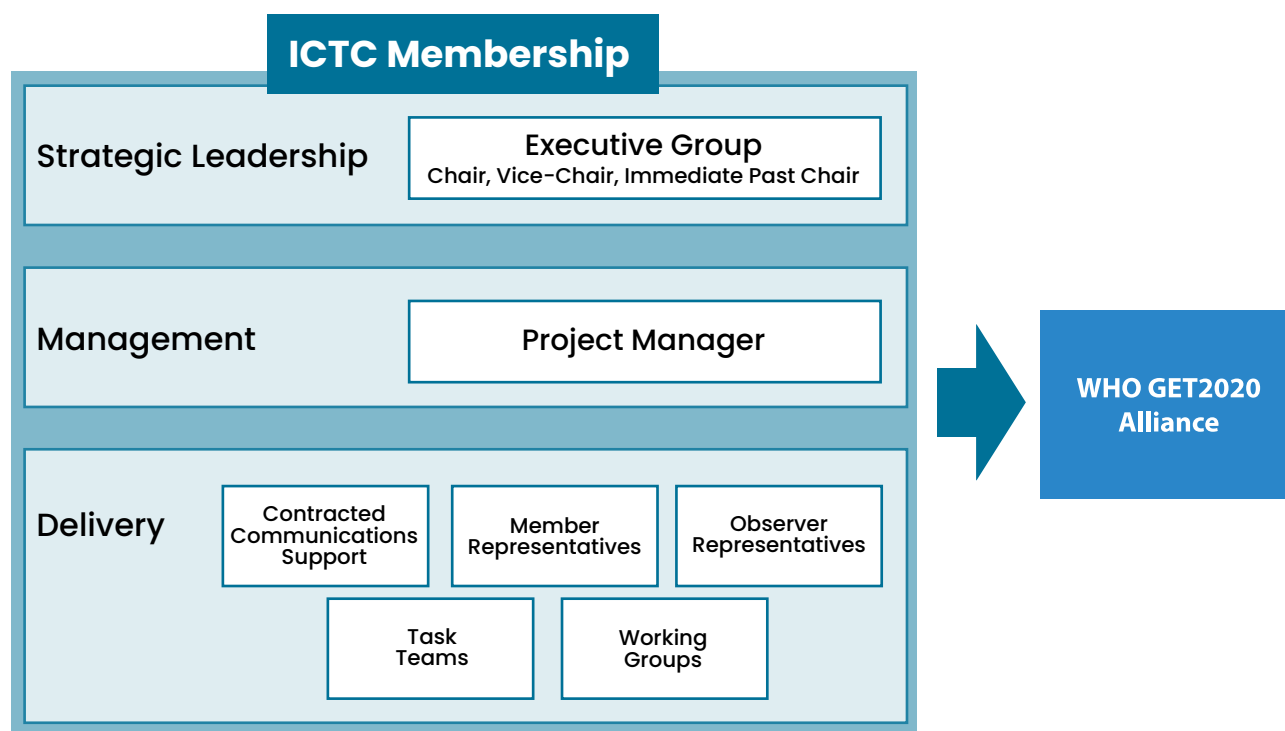 ICTC Membership
Strategic Leadership
Executive Group
Chair, Vice-Chair, Immediate Past Chair
Management
Project Manager
Delivery
Contracted
Communications
Support
Member
Representatives
Observer
Representatives
Task
Teams
Working
Groups
WHO GET2020
Alliance